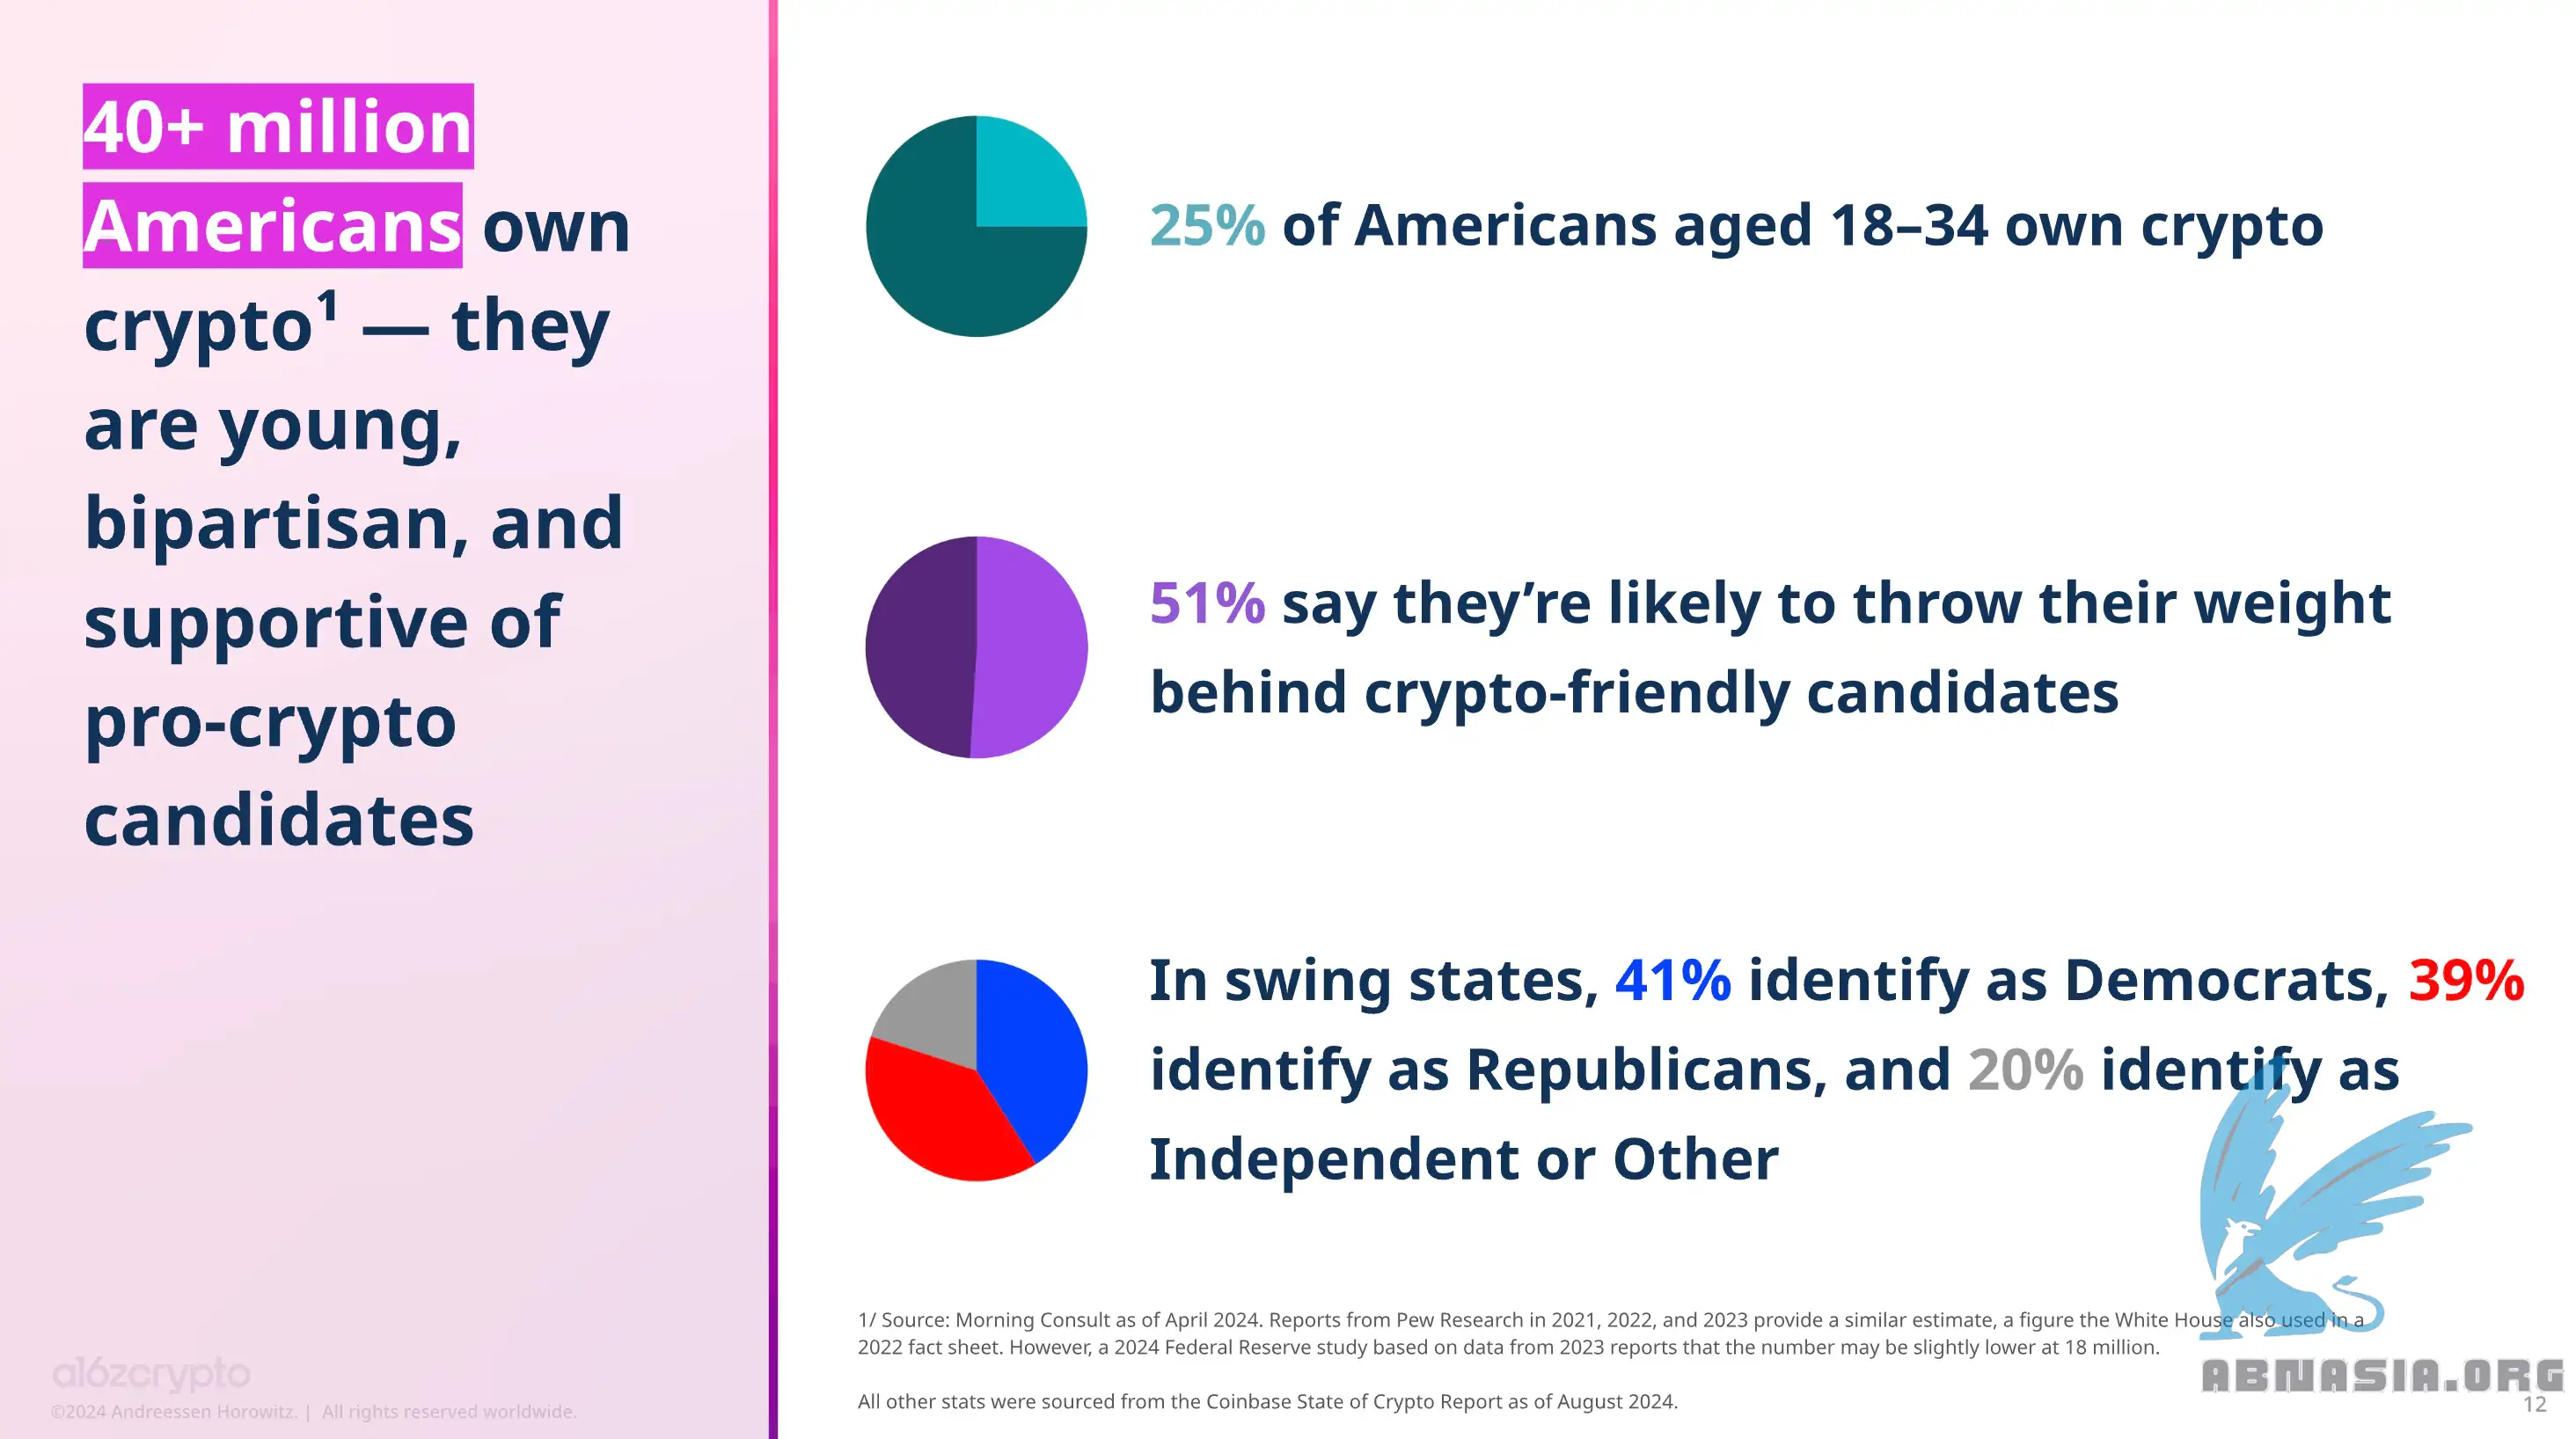 40+ million
Americans own
crypto¹ — they
are young,
bipartisan, and
supportive of
pro-crypto
candidates
25% of Americans aged 18–34 own crypto
51% say they’re likely to throw their weight
behind crypto-friendly candidates
In swing states, 41% identify as Democrats, 39%
identify as Republicans, and 20% identify as
Independent or Other
1/ Source: Morning Consult as of April 2024. Reports from Pew Research in 2021, 2022, and 2023 provide a similar estimate, a figure the White House also used in a
2022 fact sheet. However, a 2024 Federal Reserve study based on data from 2023 reports that the number may be slightly lower at 18 million.
All other stats were sourced from the Coinbase State of Crypto Report as of August 2024.
a16zcrypto
©2024 Andreessen Horowitz. | All rights reserved worldwide.
ABNASIA.ORG
12